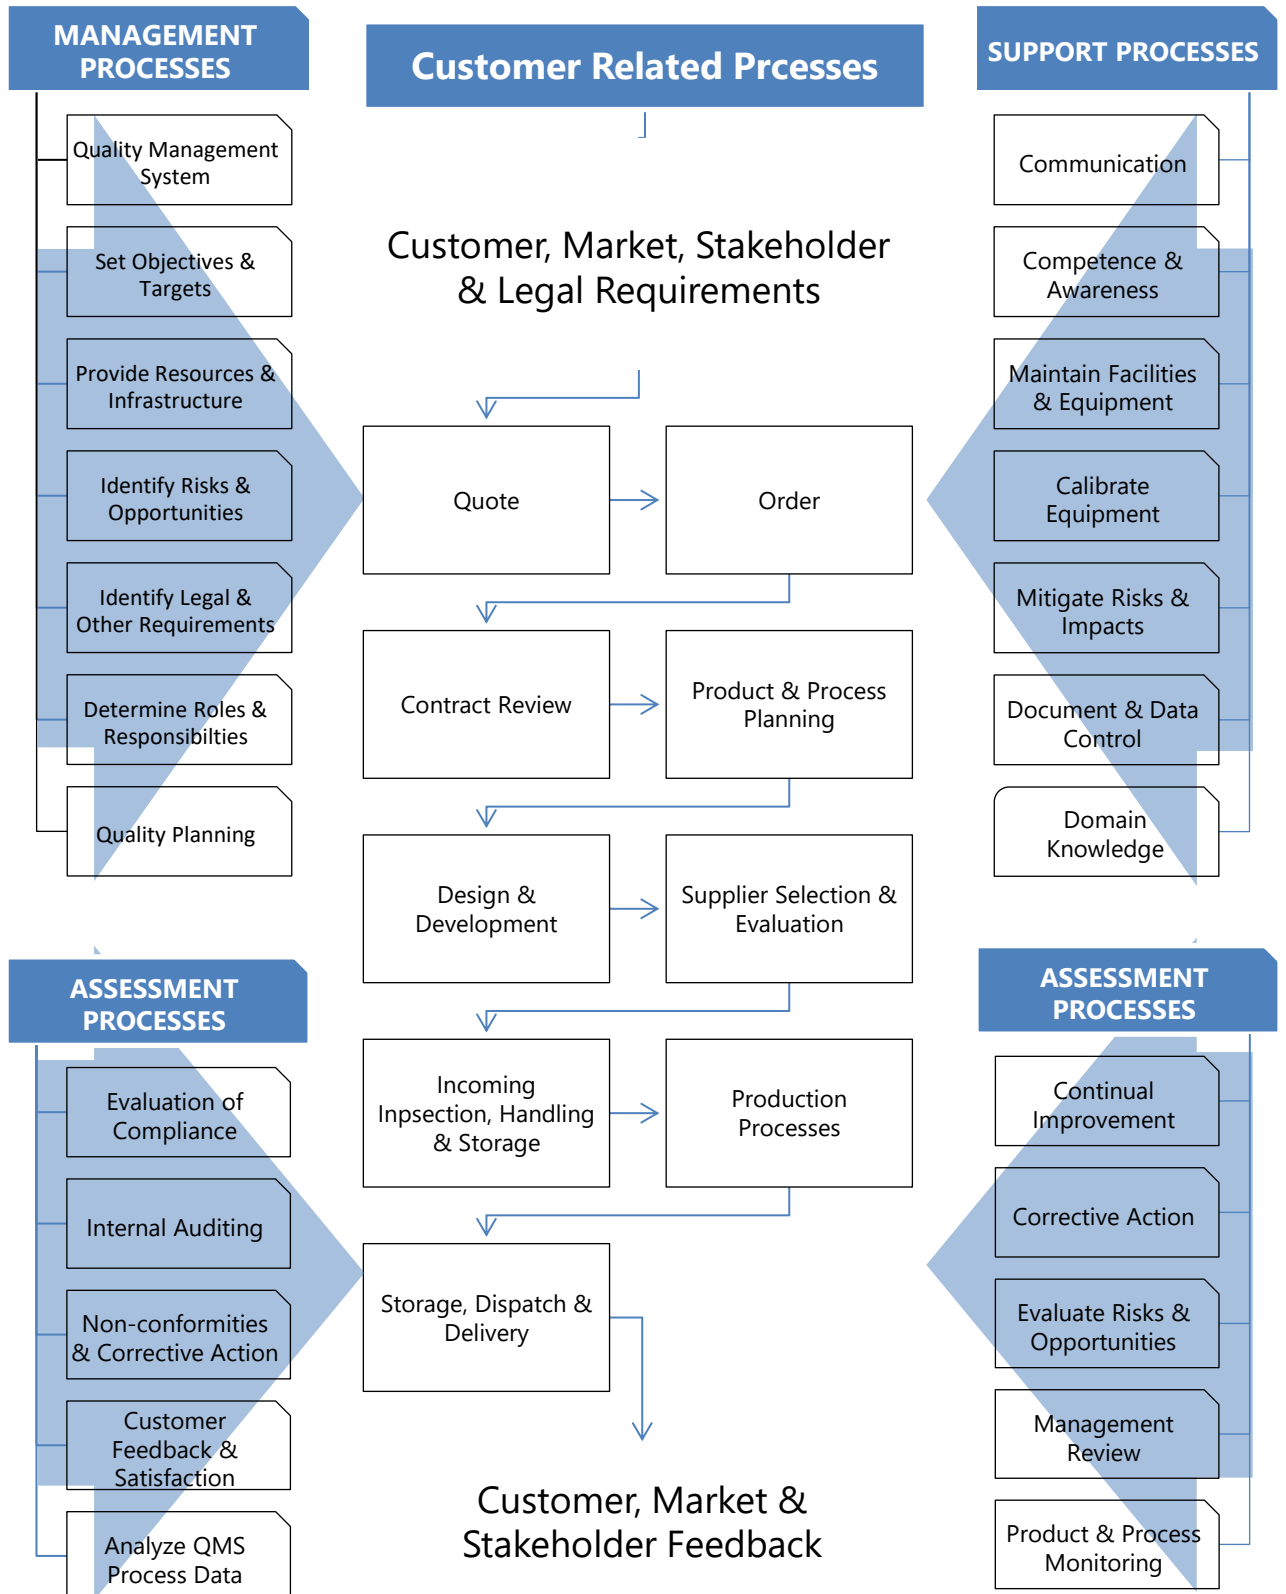 MANAGEMENT
PROCESSES
Quality Management
System
Set Objectives &
Targets
Provide Resources &
Infrastructure
Identify Risks &
Opportunities
Identify Legal &
Other Requirements
Determine Roles &
Responsibilties
Quality Planning
Customer Related Prcesses
Customer, Market, Stakeholder
& Legal Requirements
Quote
Order
Contract Review
Product & Process
Planning
Design &
Development
Supplier Selection &
Evaluation
Incoming
Inpsection, Handling
& Storage
Production
Processes
Storage, Dispatch &
Delivery
Customer, Market &
Stakeholder Feedback
SUPPORT PROCESSES
Communication
Competence &
Awareness
Maintain Facilities
& Equipment
Calibrate
Equipment
Mitigate Risks &
Impacts
Document & Data
Control
Domain
Knowledge
ASSESSMENT
PROCESSES
Evaluation of
Compliance
Internal Auditing
Non-conformities
& Corrective Action
Customer
Feedback &
Satisfaction
Analyze QMS
Process Data
ASSESSMENT
PROCESSES
Continual
Improvement
Corrective Action
Evaluate Risks &
Opportunities
Management
Review
Product & Process
Monitoring